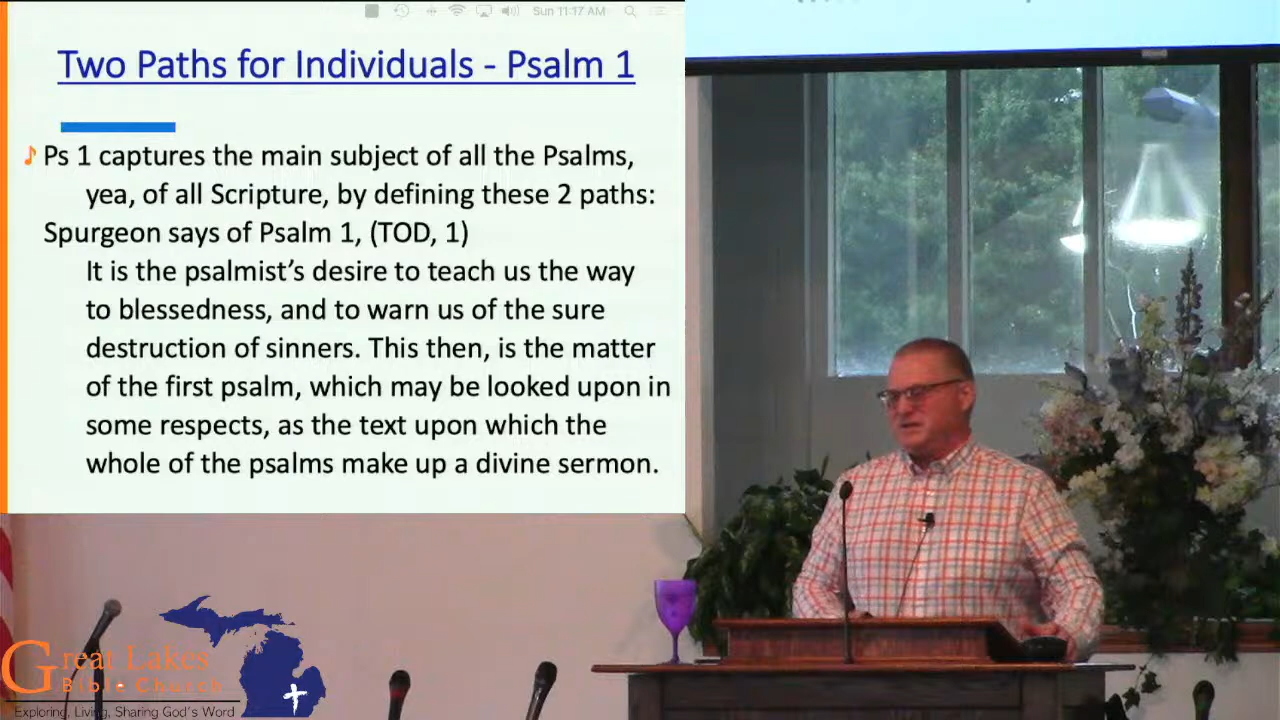 Sun 11:17 AM
Two Paths for Individuals - Psalm 1
Ps 1 captures the main subject of all the Psalms,
yea, of all Scripture, by defining these 2 paths:
Spurgeon says of Psalm 1, (TOD, 1)
It is the psalmist's desire to teach us the way
to blessedness, and to warn us of the sure
destruction of sinners. This then, is the matter
of the first psalm, which may be looked upon in
some respects, as the text upon which the
whole of the psalms make up a divine sermon.
Great Lakes
Bible Church
Exploring, Living, Sharing God's Word